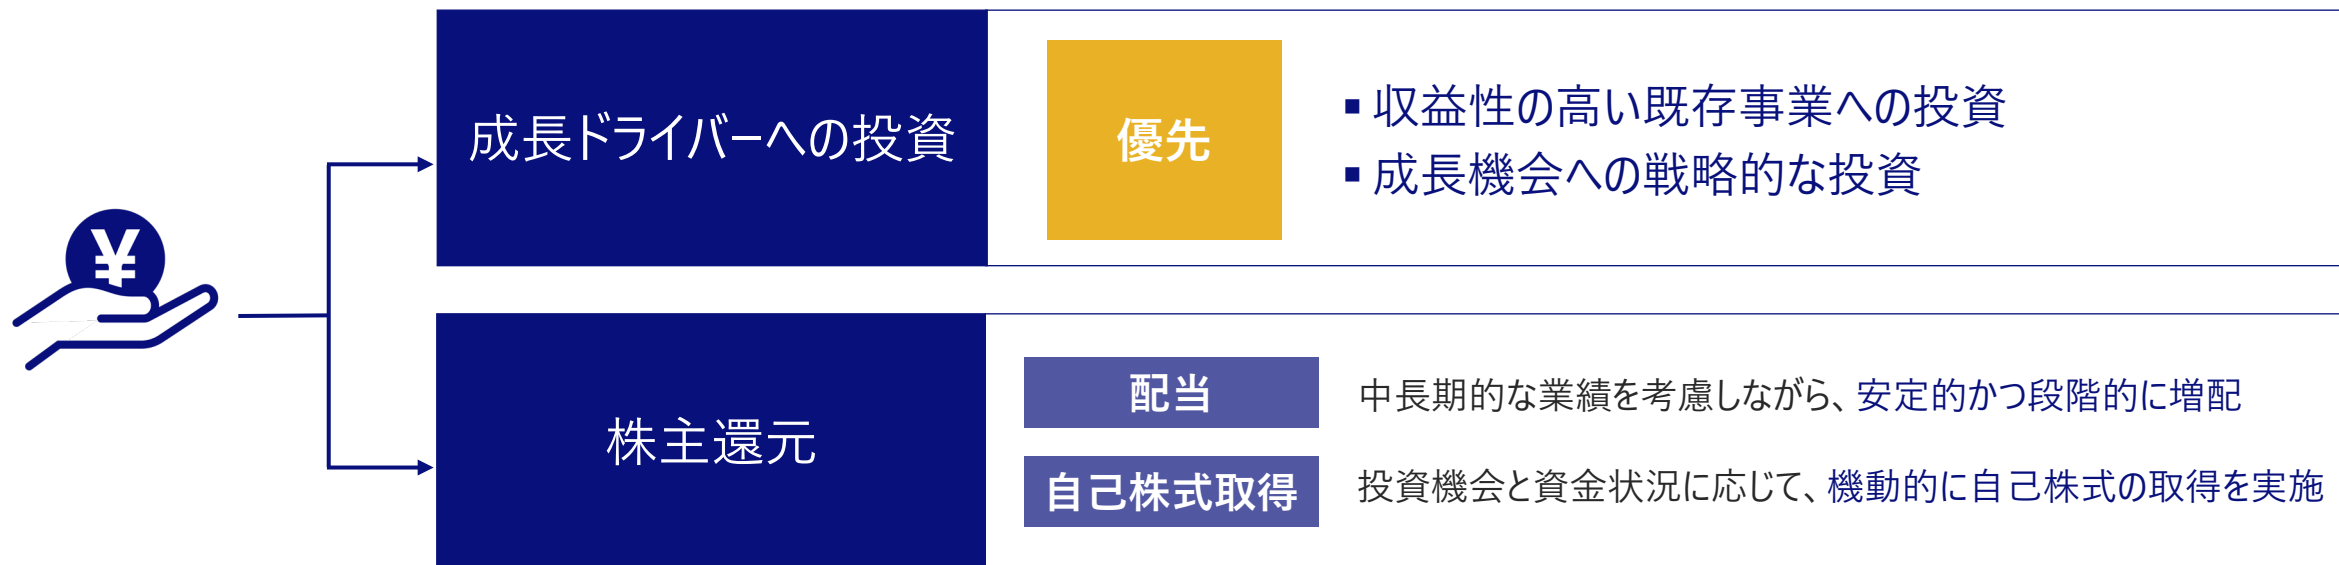 ¥
成長ドライバーへの投資
優先
▪ 収益性の高い既存事業への投資
▪ 成長機会への戦略的な投資
株主還元
配当
中長期的な業績を考慮しながら、安定的かつ段階的に増配
自己株式取得
投資機会と資金状況に応じて、機動的に自己株式の取得を実施